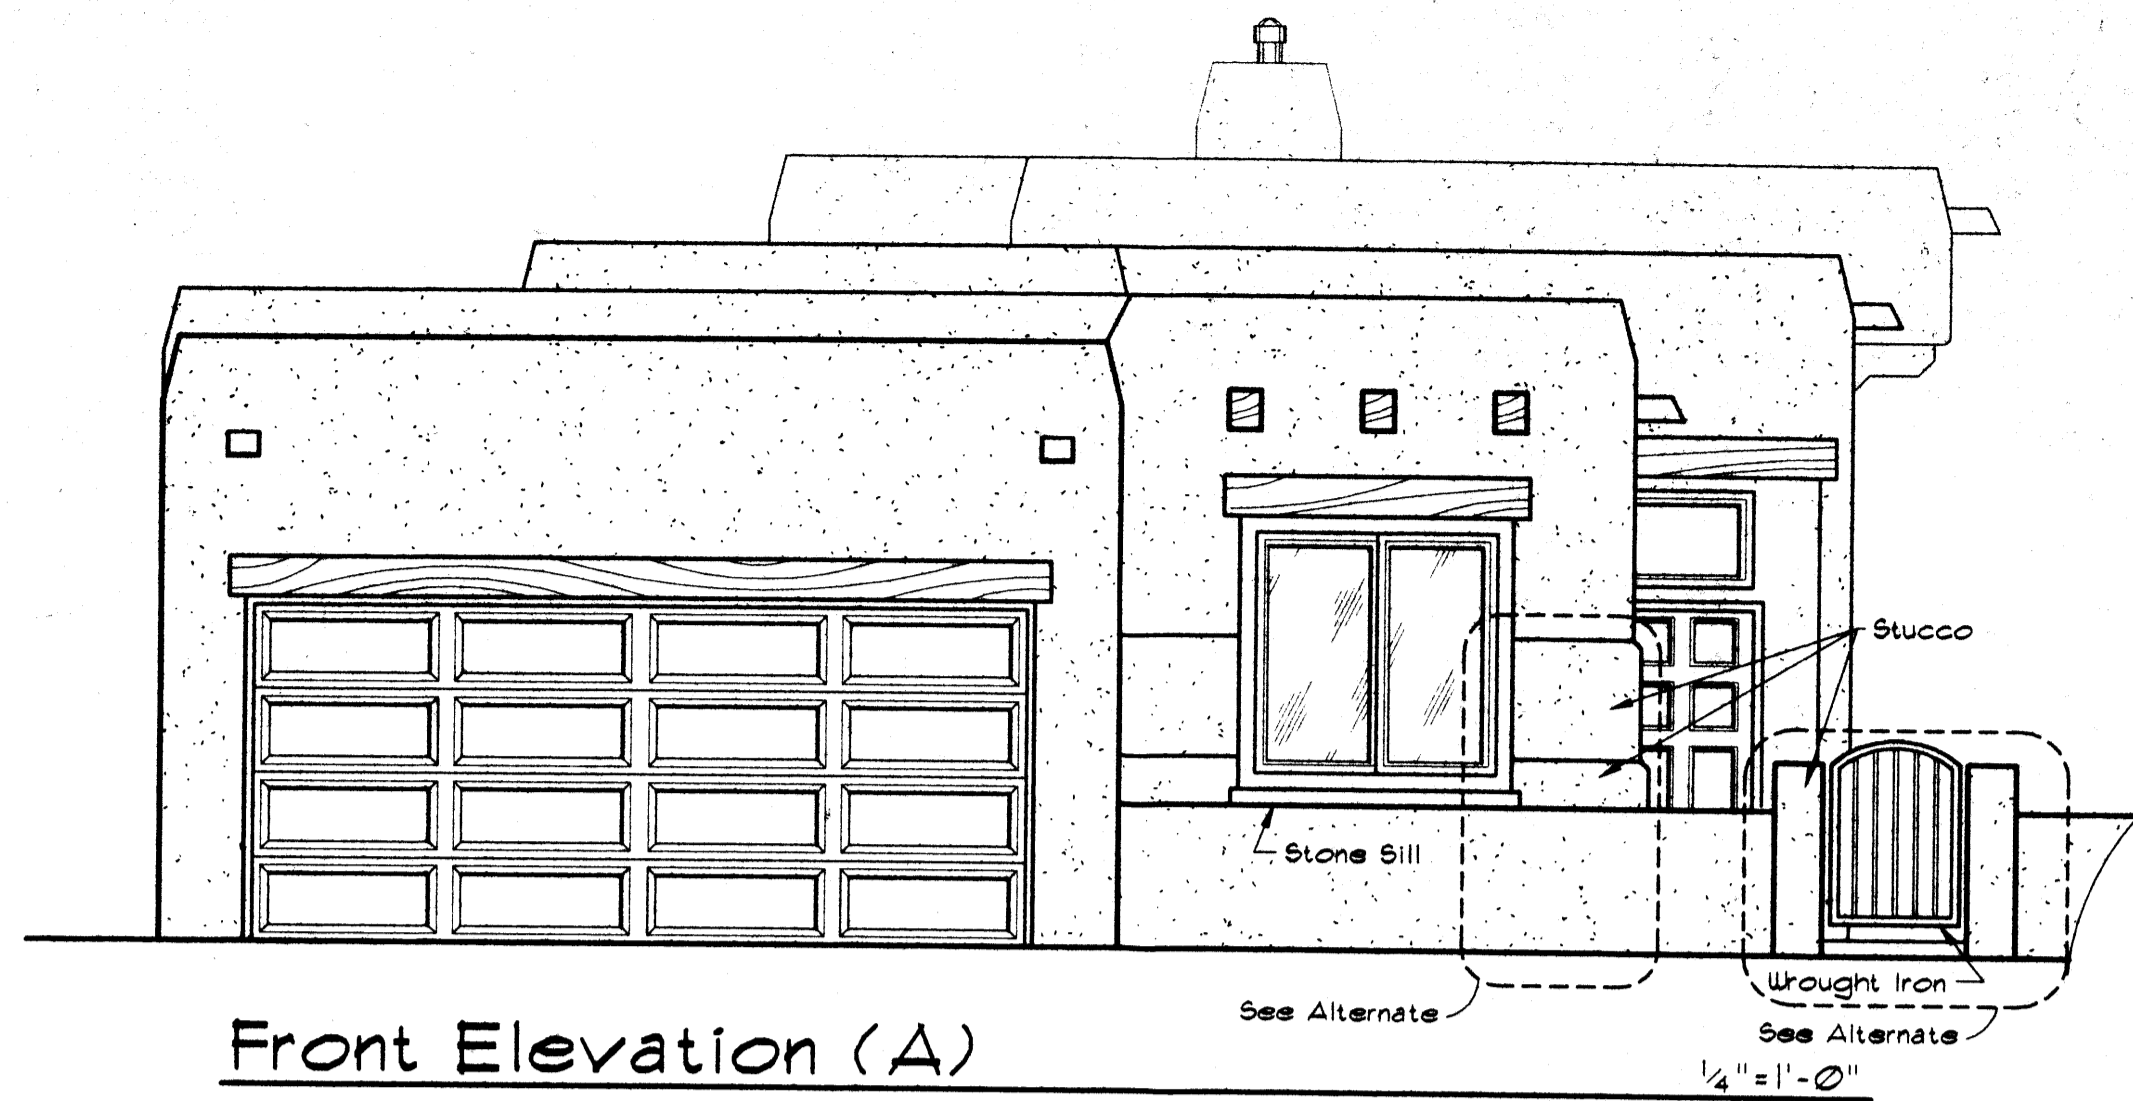 Stucco
Stone Sill
Wrought Iron
See Alternate
See Alternate
Front Elevation (A)
1/4" = 1'-0"